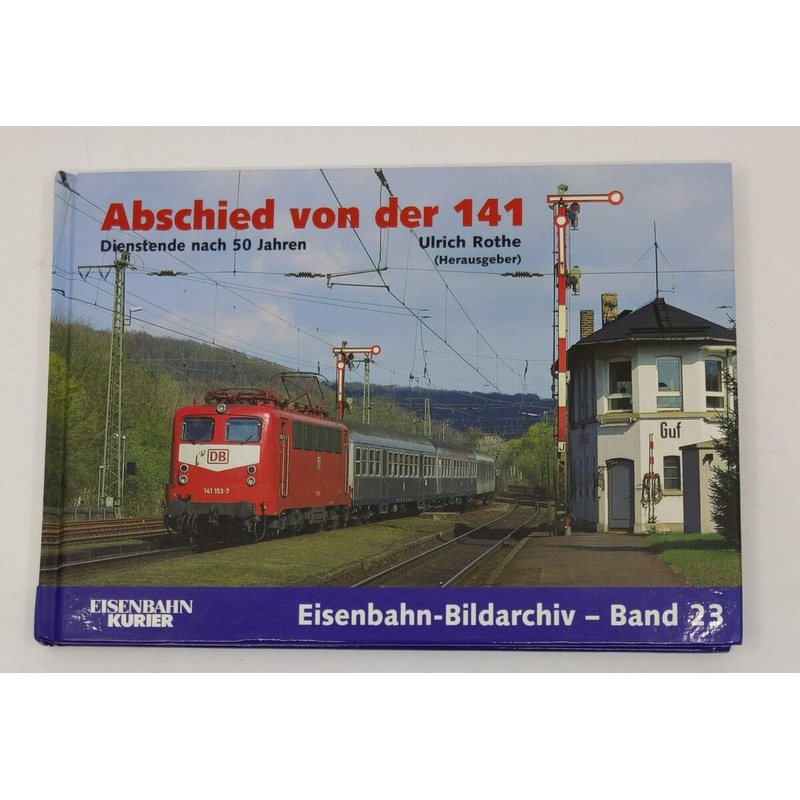 Abschied von der 141
Dienstende nach 50 Jahren
Ulrich Rothe
(Herausgeber)
Guf
DB
141 153-7
EISENBAHN
KURIER
Eisenbahn-Bildarchiv – Band 23